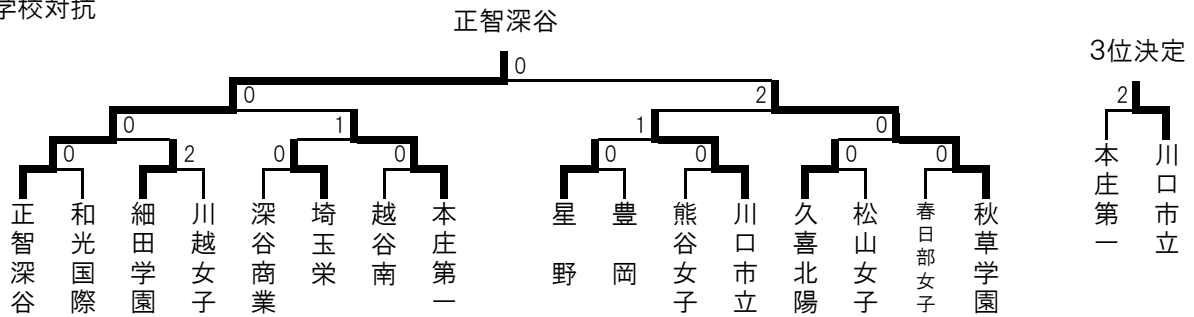 学校対抗
正智深谷
3位決定
0
0
2
2
0
1
1
0
0
2
0
0
0
0
0
0
正智深谷
和光国際
細田学園
川越女子
深谷商業
埼玉栄
越谷南
本庄第一
星野
豊岡
熊谷女子
川口市立
久喜北陽
松山女子
春日部女子
秋草学園
本庄第一
川口市立